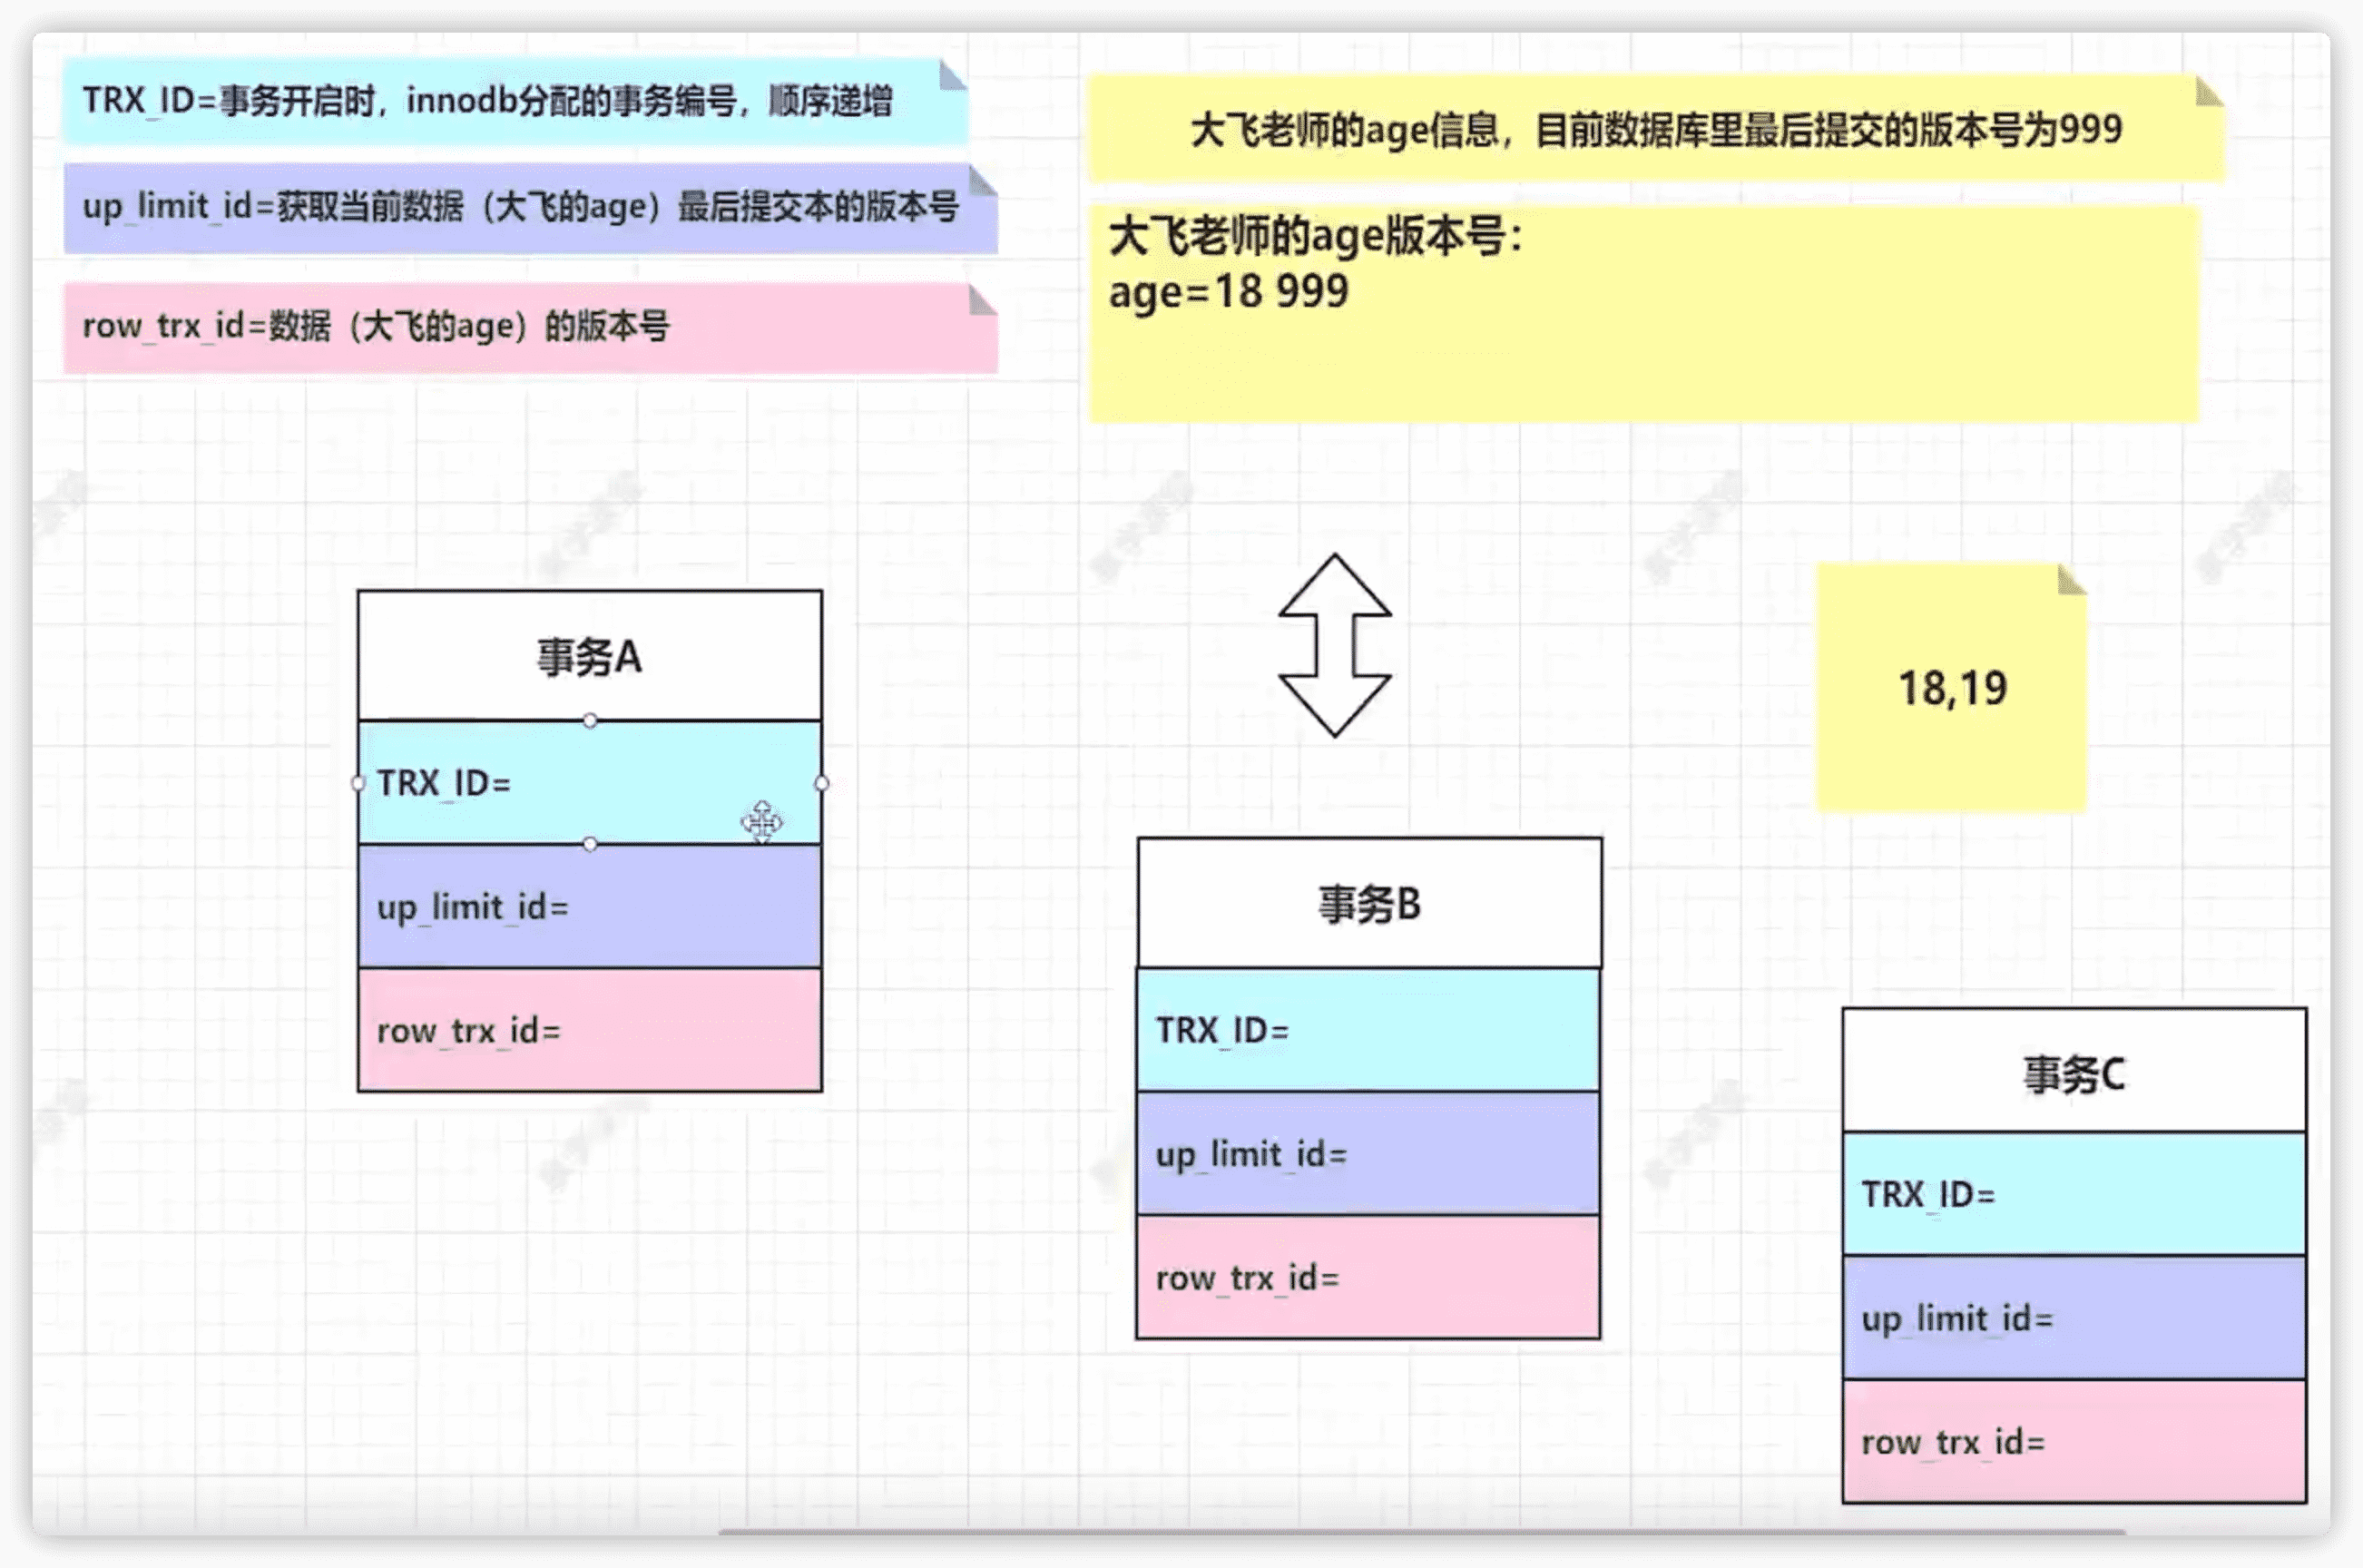 TRX_ID=事务开启时，innodb分配的事务编号，顺序递增
up_limit_id=获取当前数据（大飞的age）最后提交本的版本号
row_trx_id=数据（大飞的age）的版本号
大飞老师的age信息，目前数据库里最后提交的版本号为999
大飞老师的age版本号：
age=18 999
事务A
TRX_ID=
up_limit_id=
row_trx_id=
18,19
事务B
TRX_ID=
up_limit_id=
row_trx_id=
事务C
TRX_ID=
up_limit_id=
row_trx_id=